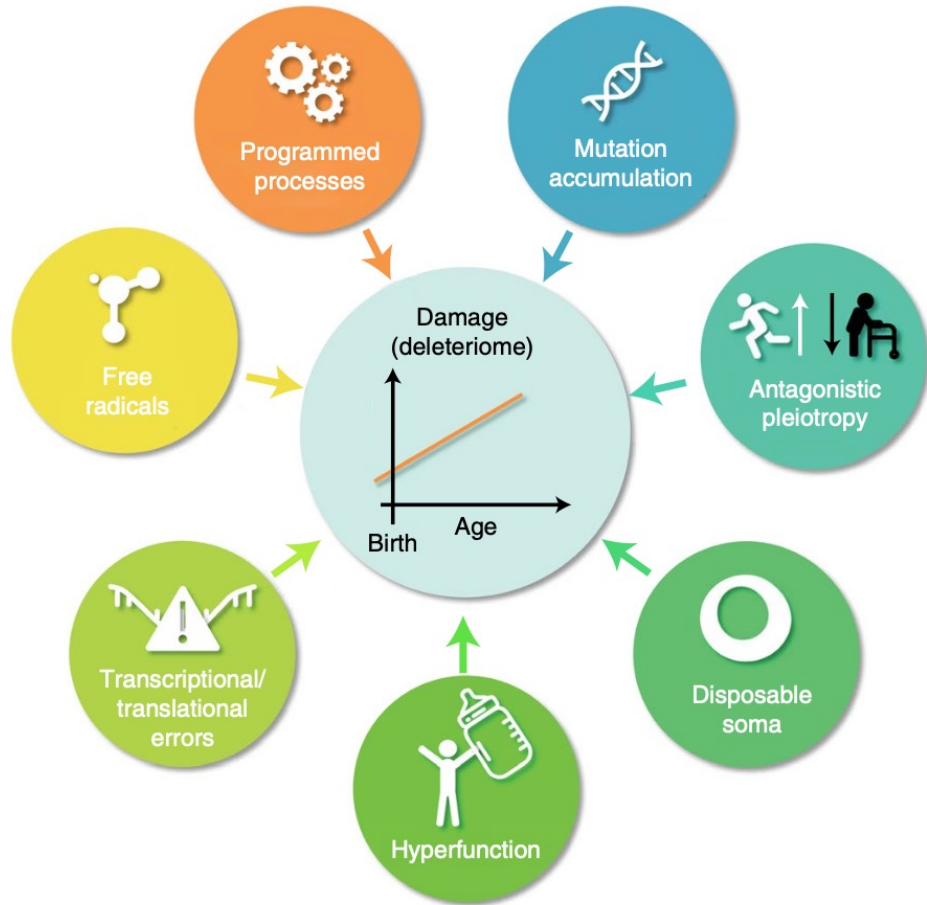 Programmed
processes
Mutation
accumulation
Free
radicals
Damage
(deleteriome)
Birth
Age
Antagonistic
pleiotropy
Transcriptional/
translational
errors
Hyperfunction
Disposable
soma